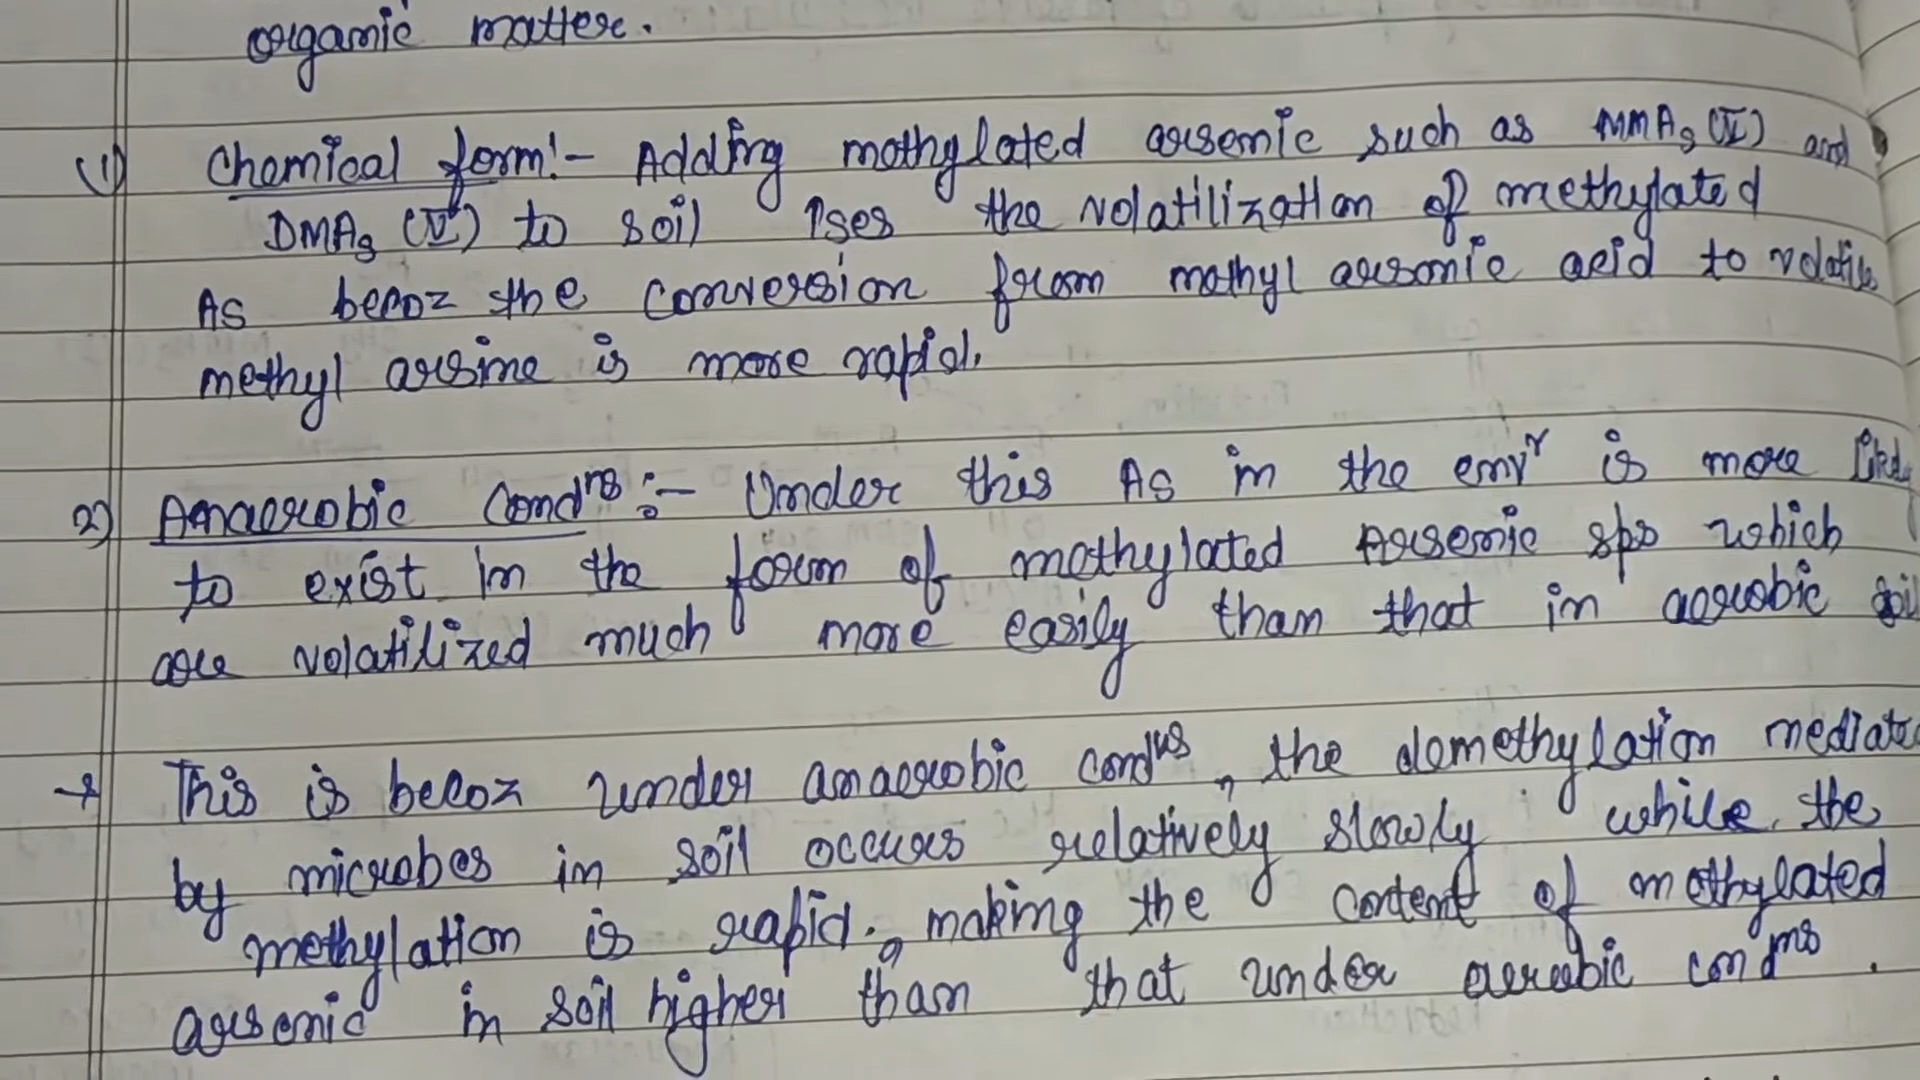 organic matter.
(1) Chemical form:- Adding methylated arsenic such as MMAs (V) and
DMAs (V) to soil ↑ses the volatilization of methylated
As becoz the conversion from methyl arsonic acid to volatile
methyl arsine is more rapid.
2) Anaerobic Condns :- Under this As in the envr is more likely
to exist in the form of methylated Arsenic sps which
are volatilized much more easily than that in aerobic soil
→ This is becoz under anaerobic condns, the demethylation mediated
by microbes in soil occurs relatively slowly while the
methylation is rapid, making the content of methylated
arsenic in soil higher than that under aerobic condns.